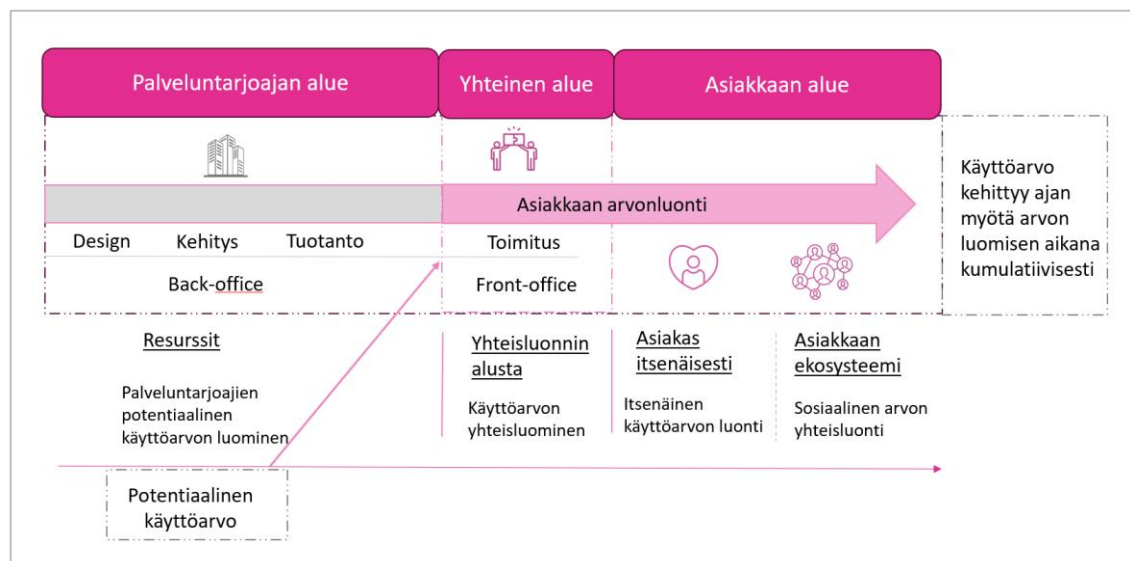 Palveluntarjoajan alue
Yhteinen alue
Asiakkaan alue
Asiakkaan arvonluonti
Käyttöarvo
kehittyy ajan
myötä arvon
luomisen aikana
kumulatiivisesti
Design
Kehitys
Tuotanto
Toimitus
Back-office
Front-office
Resurssit
Palveluntarjoajien
potentiaalinen
käyttöarvon luominen
Yhteisluonnin
alusta
Käyttöarvon
yhteisluominen
Asiakas
itsenäisesti
Itsenäinen
käyttöarvon luonti
Asiakkaan
ekosysteemi
Sosiaalinen arvon
yhteisluonti
Potentiaalinen
käyttöarvo